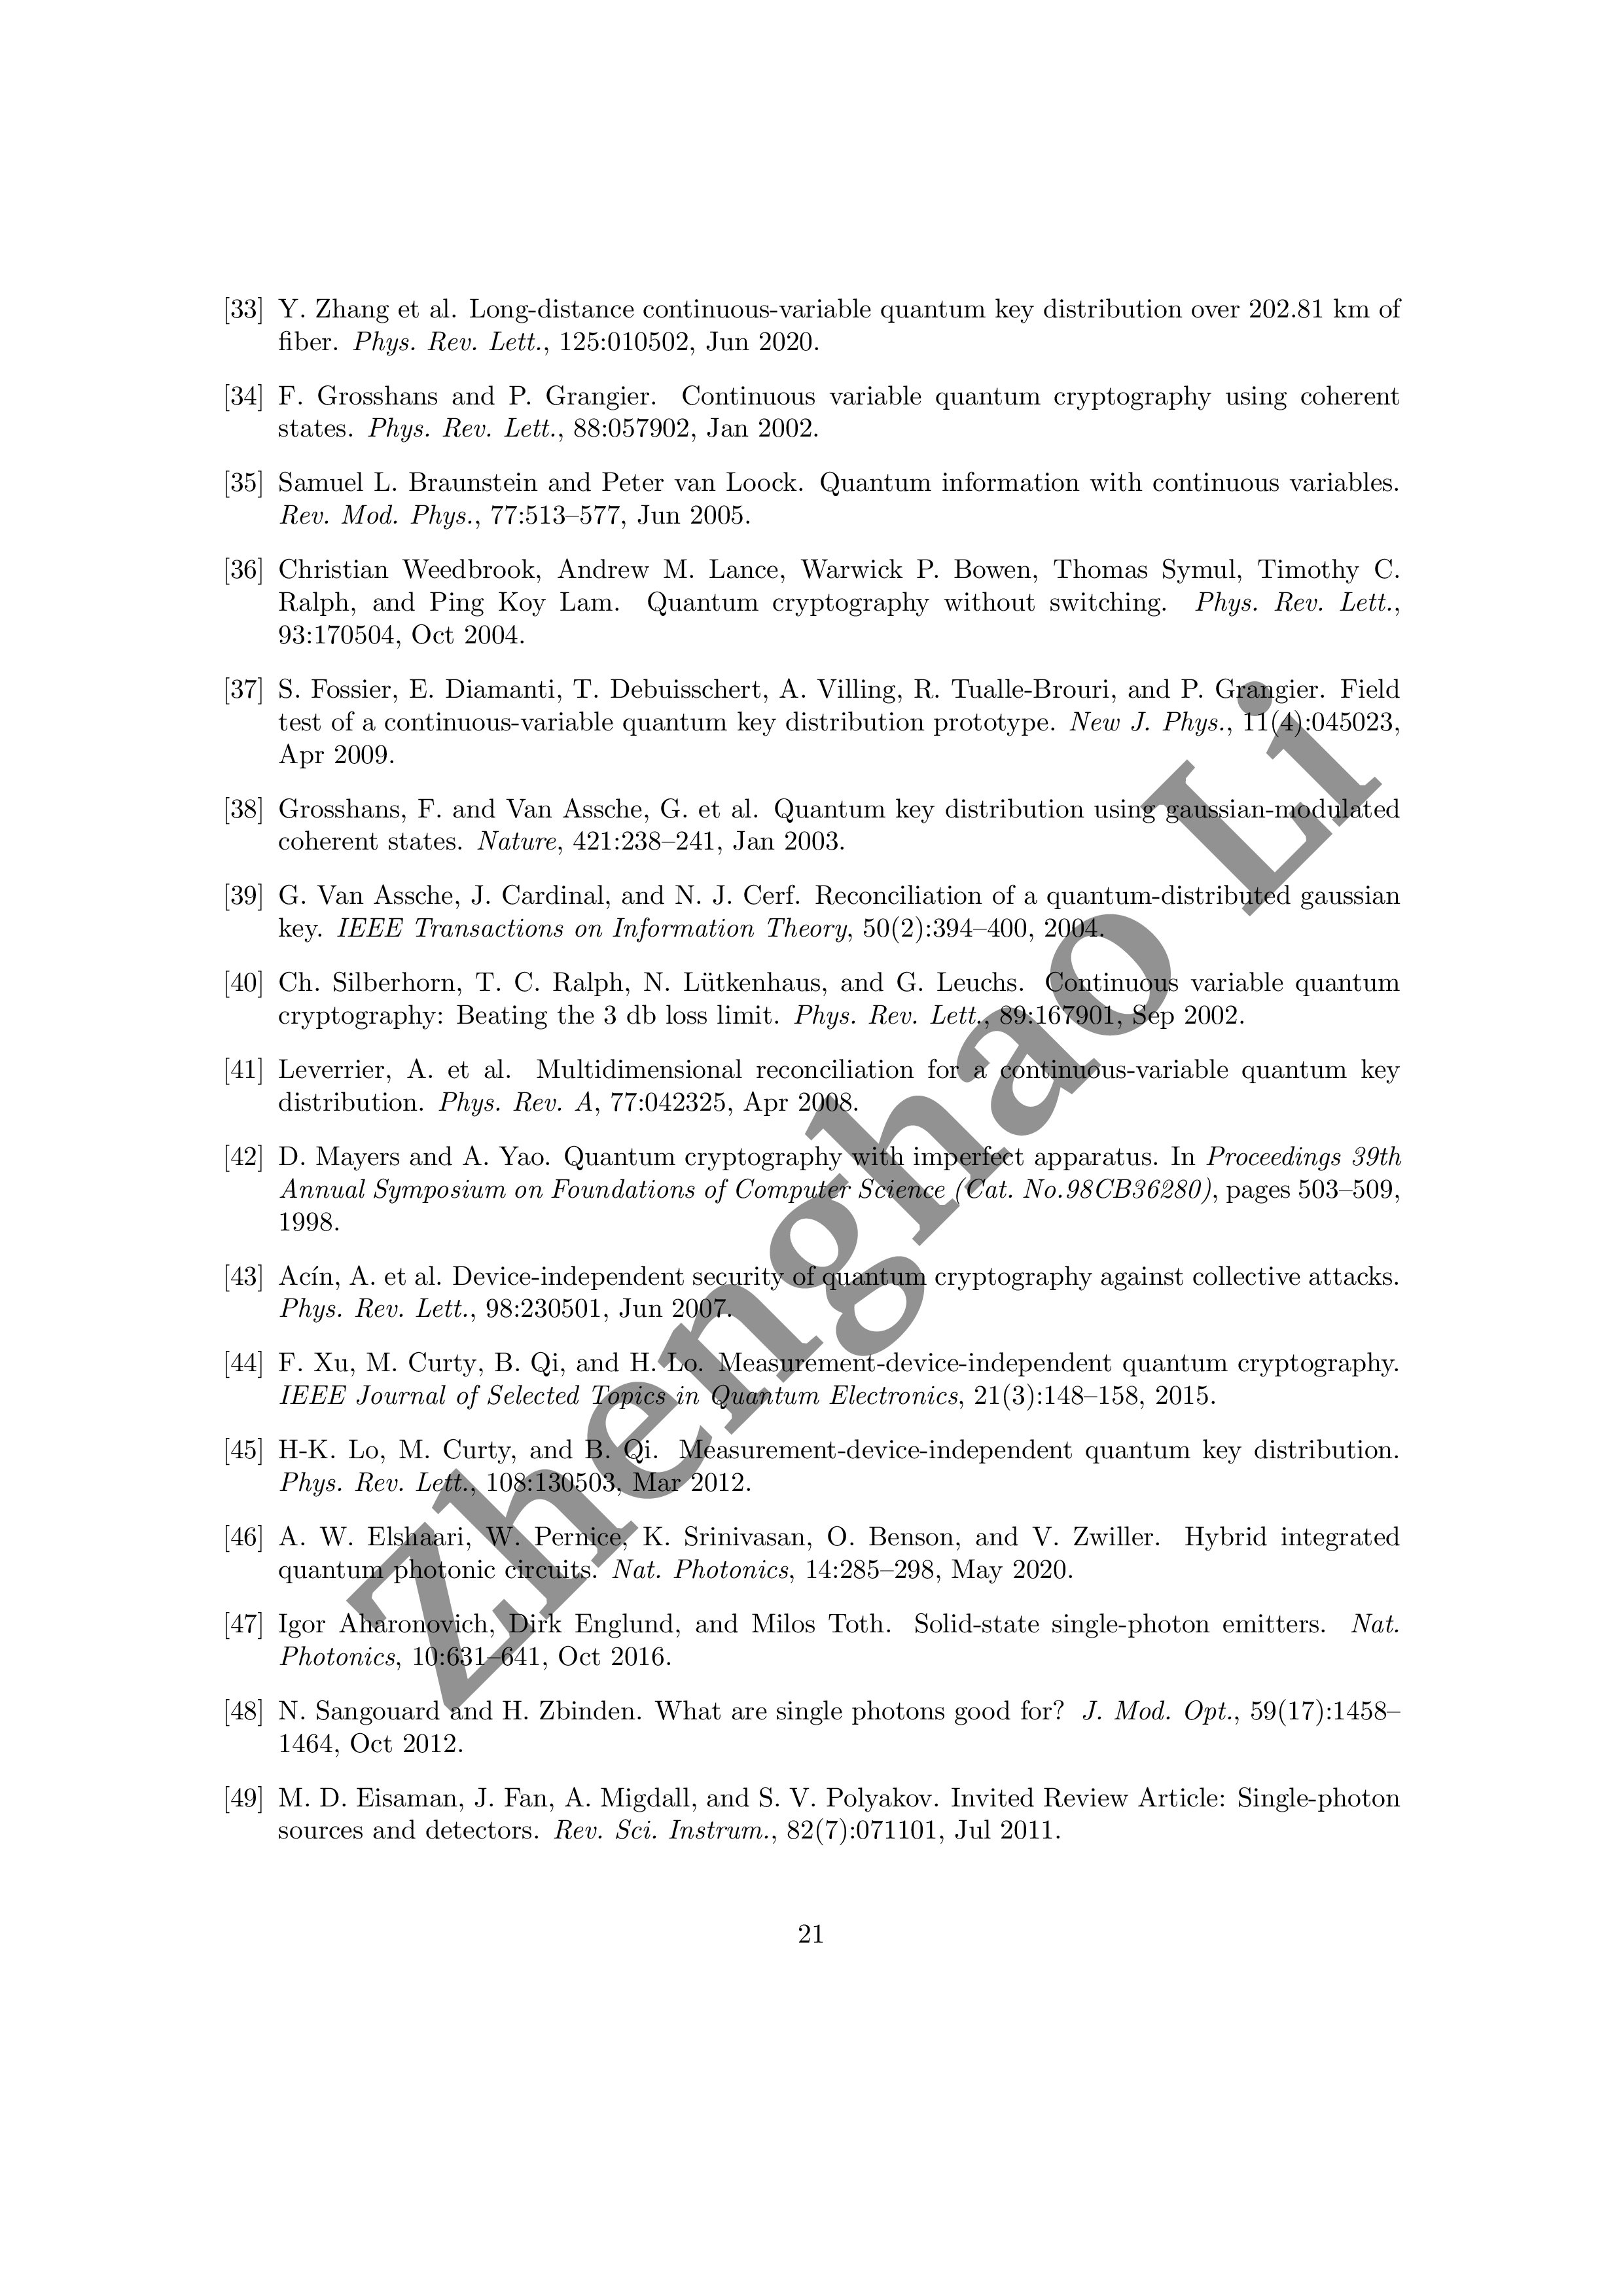 [33] Y. Zhang et al. Long-distance continuous-variable quantum key distribution over 202.81 km of
fiber. Phys. Rev. Lett., 125:010502, Jun 2020.
[34] F. Grosshans and P. Grangier. Continuous variable quantum cryptography using coherent
states. Phys. Rev. Lett., 88:057902, Jan 2002.
[35] Samuel L. Braunstein and Peter van Loock. Quantum information with continuous variables.
Rev. Mod. Phys., 77:513–577, Jun 2005.
[36] Christian Weedbrook, Andrew M. Lance, Warwick P. Bowen, Thomas Symul, Timothy C.
Ralph, and Ping Koy Lam. Quantum cryptography without switching. Phys. Rev. Lett.,
93:170504, Oct 2004.
[37] S. Fossier, E. Diamanti, T. Debuisschert, A. Villing, R. Tualle-Brouri, and P. Grangier. Field
test of a continuous-variable quantum key distribution prototype. New J. Phys., 11(4):045023,
Apr 2009.
[38] Grosshans, F. and Van Assche, G. et al. Quantum key distribution using gaussian-modulated
coherent states. Nature, 421:238–241, Jan 2003.
[39] G. Van Assche, J. Cardinal, and N. J. Cerf. Reconciliation of a quantum-distributed gaussian
key. IEEE Transactions on Information Theory, 50(2):394–400, 2004.
[40] Ch. Silberhorn, T. C. Ralph, N. Lütkenhaus, and G. Leuchs. Continuous variable quantum
cryptography: Beating the 3 db loss limit. Phys. Rev. Lett., 89:167901, Sep 2002.
[41] Leverrier, A. et al. Multidimensional reconciliation for a continuous-variable quantum key
distribution. Phys. Rev. A, 77:042325, Apr 2008.
[42] D. Mayers and A. Yao. Quantum cryptography with imperfect apparatus. In Proceedings 39th
Annual Symposium on Foundations of Computer Science (Cat. No.98CB36280), pages 503–509,
1998.
[43] Acín, A. et al. Device-independent security of quantum cryptography against collective attacks.
Phys. Rev. Lett., 98:230501, Jun 2007.
[44] F. Xu, M. Curty, B. Qi, and H. Lo. Measurement-device-independent quantum cryptography.
IEEE Journal of Selected Topics in Quantum Electronics, 21(3):148–158, 2015.
[45] H-K. Lo, M. Curty, and B. Qi. Measurement-device-independent quantum key distribution.
Phys. Rev. Lett., 108:130503, Mar 2012.
[46] A. W. Elshaari, W. Pernice, K. Srinivasan, O. Benson, and V. Zwiller. Hybrid integrated
quantum photonic circuits. Nat. Photonics, 14:285–298, May 2020.
[47] Igor Aharonovich, Dirk Englund, and Milos Toth. Solid-state single-photon emitters. Nat.
Photonics, 10:631–641, Oct 2016.
[48] N. Sangouard and H. Zbinden. What are single photons good for? J. Mod. Opt., 59(17):1458–
1464, Oct 2012.
[49] M. D. Eisaman, J. Fan, A. Migdall, and S. V. Polyakov. Invited Review Article: Single-photon
sources and detectors. Rev. Sci. Instrum., 82(7):071101, Jul 2011.
21
Zhenghao Li